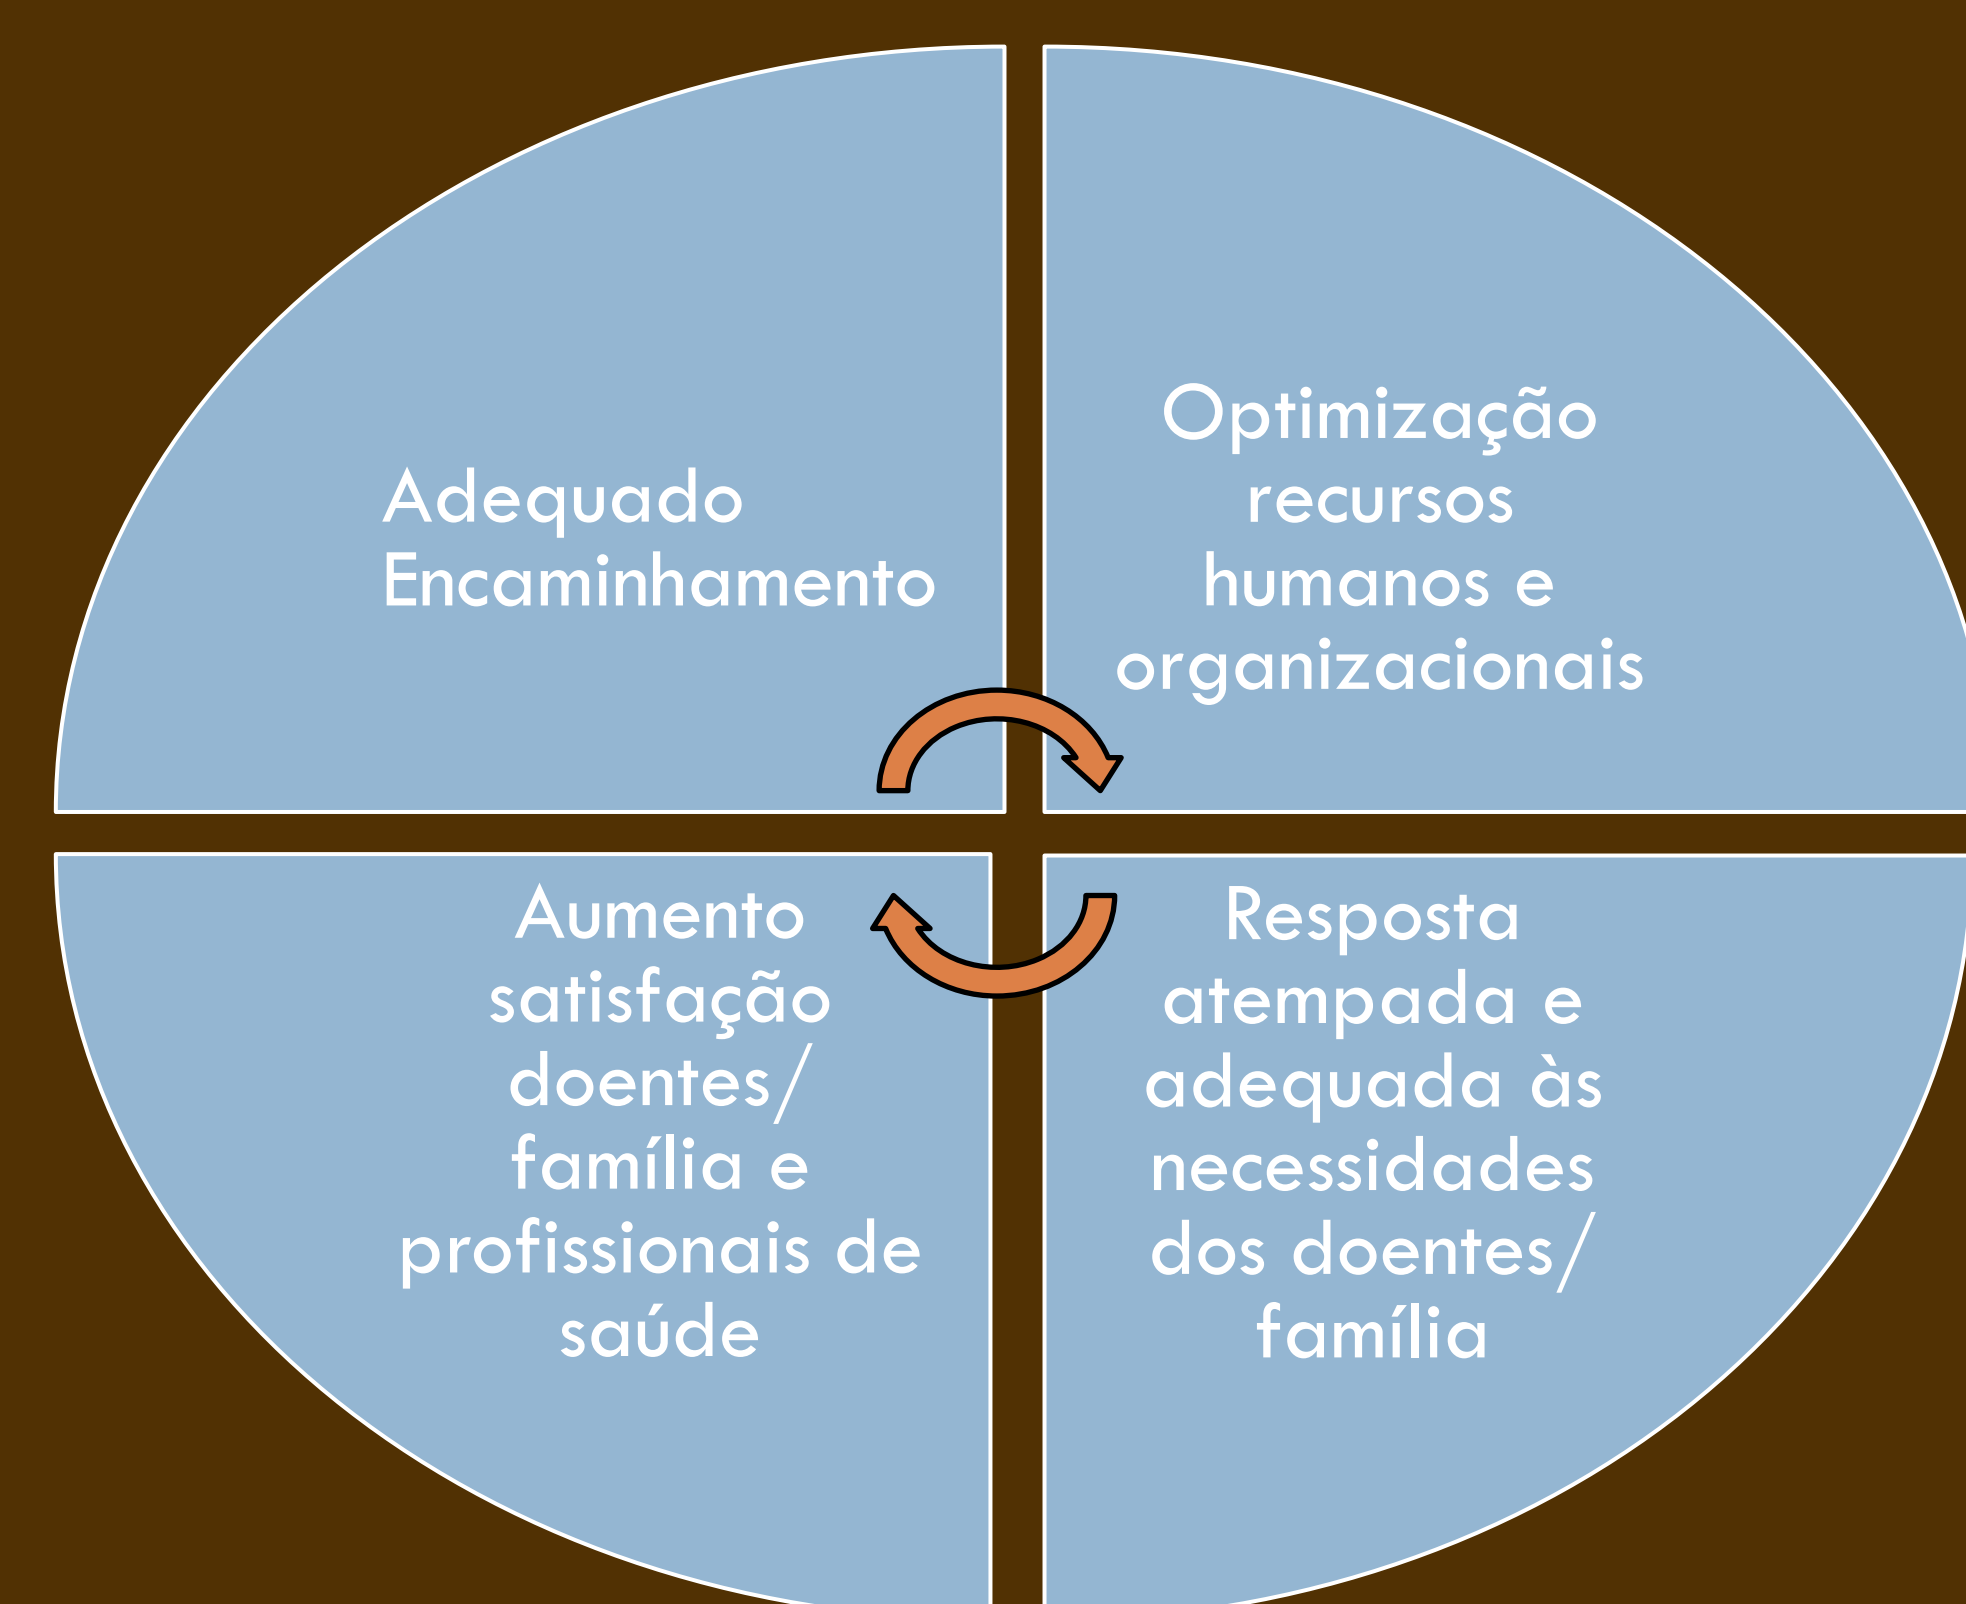 Adequado
Encaminhamento
Optimização
recursos
humanos e
organizacionais
Aumento
satisfação
doentes/
família e
profissionais de
saúde
Resposta
atempada e
adequada às
necessidades
dos doentes/
família